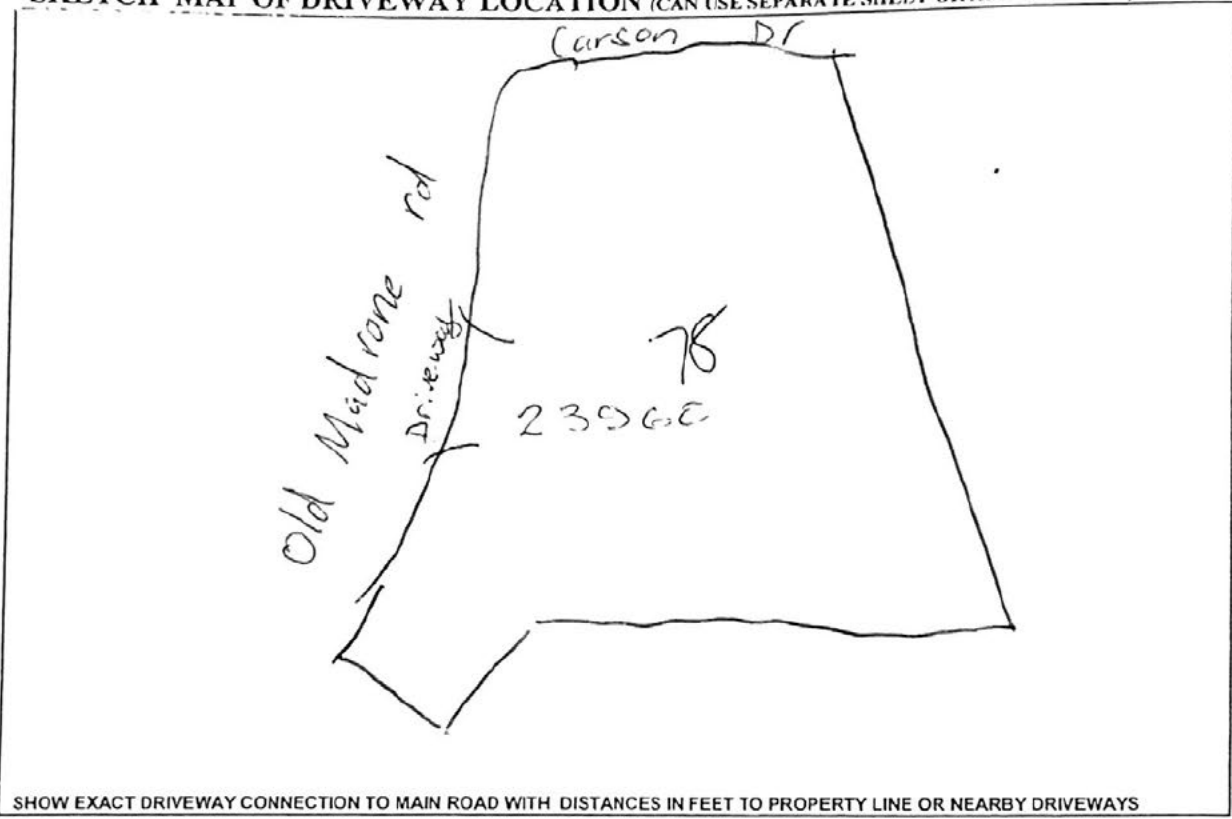 SKETCH MAP OF DRIVEWAY LOCATION (CAN USE SEPARATE SHEET
Carson Dr
Old Madrone rd
Driveway
78
SHOW EXACT DRIVEWAY CONNECTION TO MAIN ROAD WITH DISTANCES IN FEET TO PROPERTY LINE OR NEARBY DRIVEWAYS